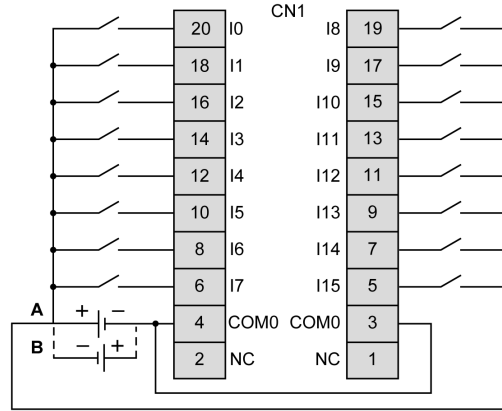 CN1
20 I0 I8 19
18 I1 I9 17
16 I2 I10 15
14 I3 I11 13
12 I4 I12 11
10 I5 I13 9
8 I6 I14 7
6 I7 I15 5
A + − 4 COM0 COM0 3
B − + 2 NC NC 1